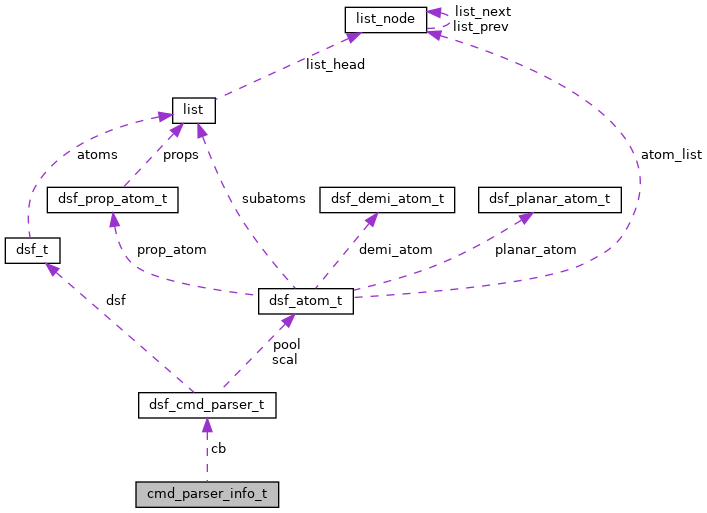 list_node
list_next
list_prev
list_head
list
atoms
props
atom_list
dsf_prop_atom_t
subatoms
dsf_demi_atom_t
dsf_planar_atom_t
dsf_t
prop_atom
demi_atom
planar_atom
dsf
dsf_atom_t
pool
scal
dsf_cmd_parser_t
cb
cmd_parser_info_t